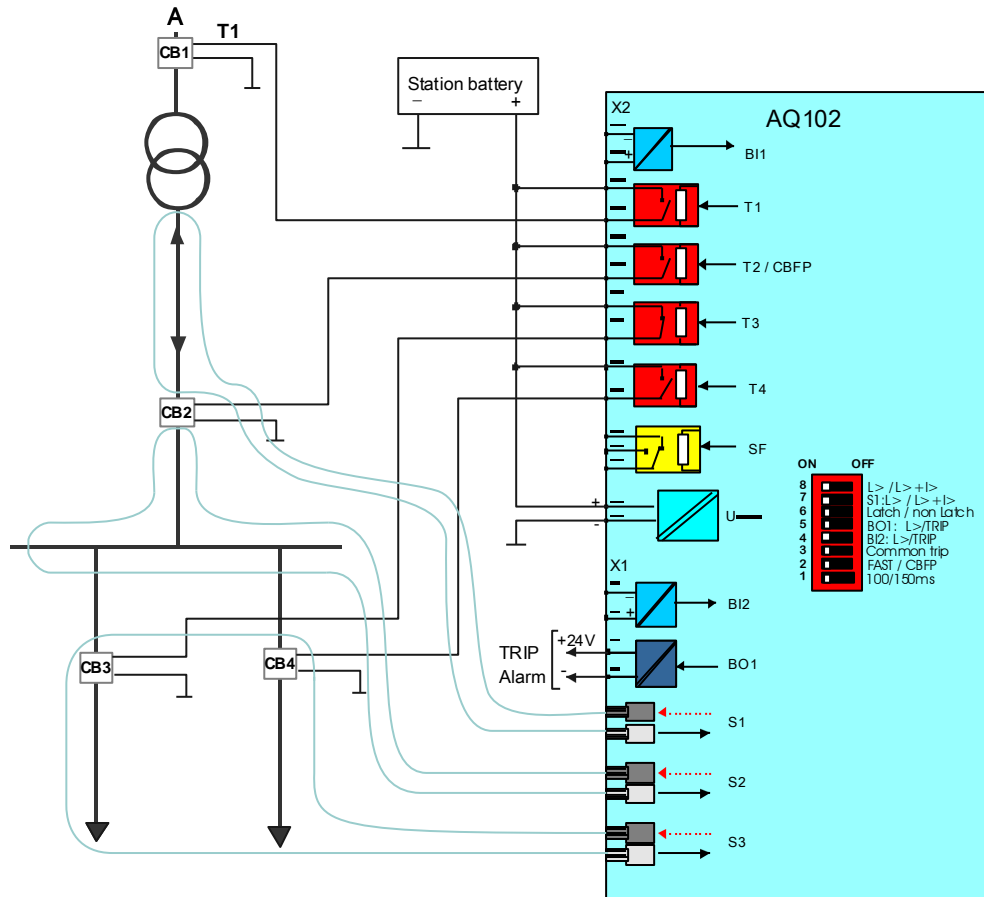 A
T1
CB1
Station battery
− +
X2
AQ102
−
+
BI1
T1
T2 / CBFP
T3
T4
SF
CB2
+
-
U
ON OFF
8 L> / L> + I>
7 S1: L> / L> + I>
6 Latch / non Latch
5 BO1: L>/TRIP
4 BI2: L>/TRIP
3 Common trip
2 FAST / CBFP
1 100/150ms
X1
−
+
BI2
TRIP +24V
Alarm -
BO1
CB3
CB4
S1
S2
S3